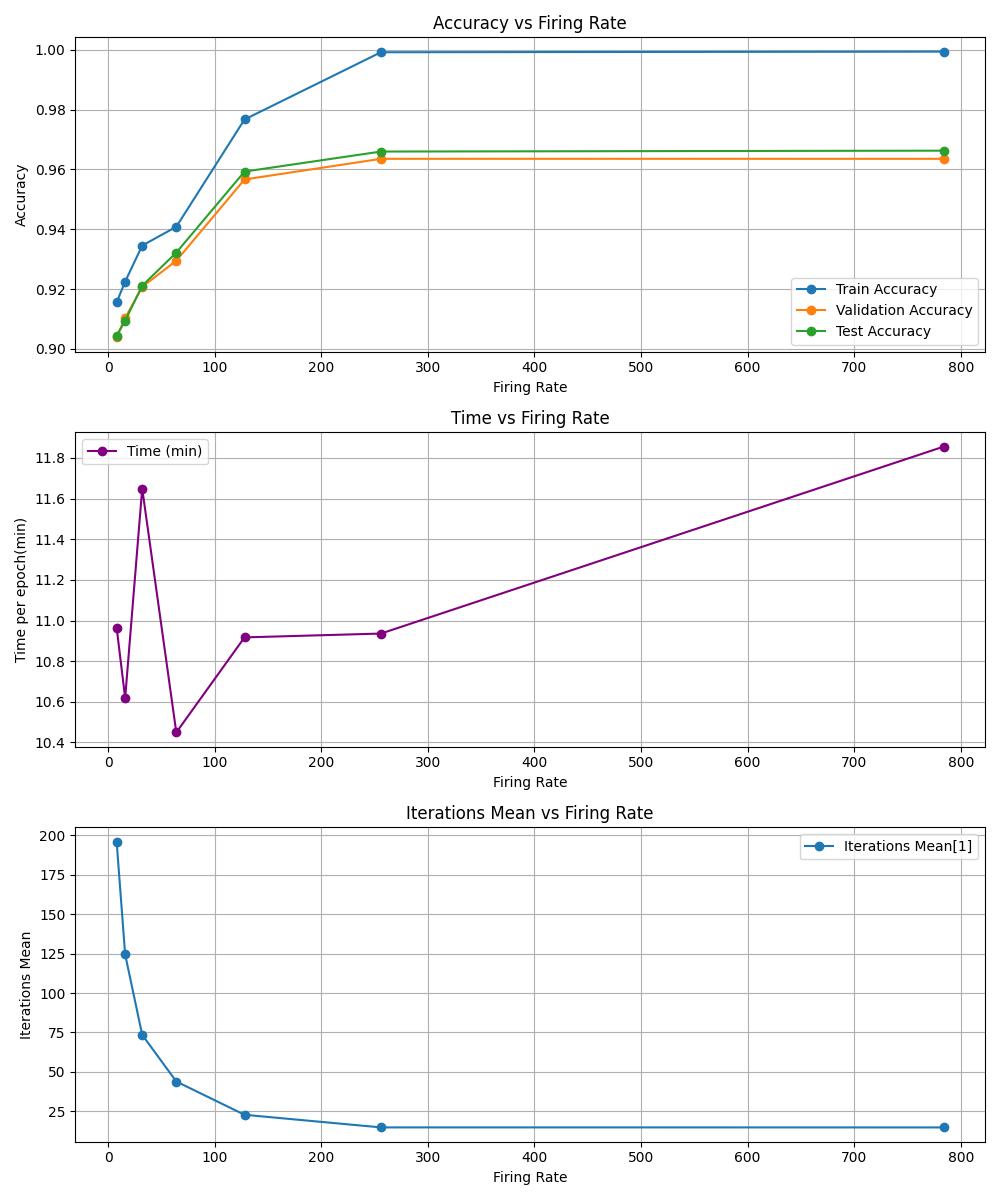 Accuracy vs Firing Rate
1.00
0.98
0.96
0.94
0.92
0.90
Accuracy
Train Accuracy
Validation Accuracy
Test Accuracy
0 100 200 300 400 500 600 700 800
Firing Rate
Time vs Firing Rate
Time (min)
11.8
11.6
11.4
11.2
11.0
10.8
10.6
10.4
Time per epoch(min)
0 100 200 300 400 500 600 700 800
Firing Rate
Iterations Mean vs Firing Rate
Iterations Mean[1]
200
175
150
125
100
75
50
25
Iterations Mean
0 100 200 300 400 500 600 700 800
Firing Rate